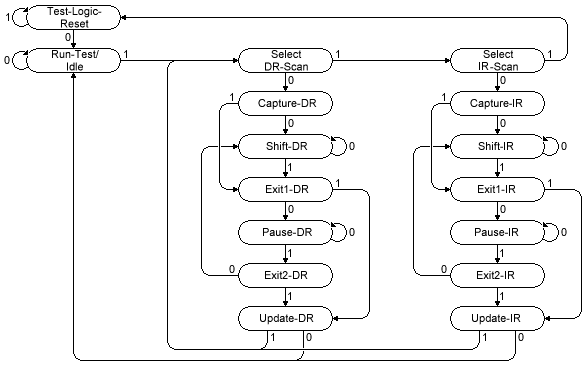 Test-Logic-
Reset
1
0
Run-Test/
Idle
0
1
Select
DR-Scan
1
0
Select
IR-Scan
1
0
Capture-DR
1
0
Capture-IR
1
0
Shift-DR
0
1
Shift-IR
0
1
Exit1-DR
1
0
Exit1-IR
1
0
Pause-DR
0
1
Pause-IR
0
1
Exit2-DR
0
1
Exit2-IR
0
1
Update-DR
1
0
Update-IR
1
0